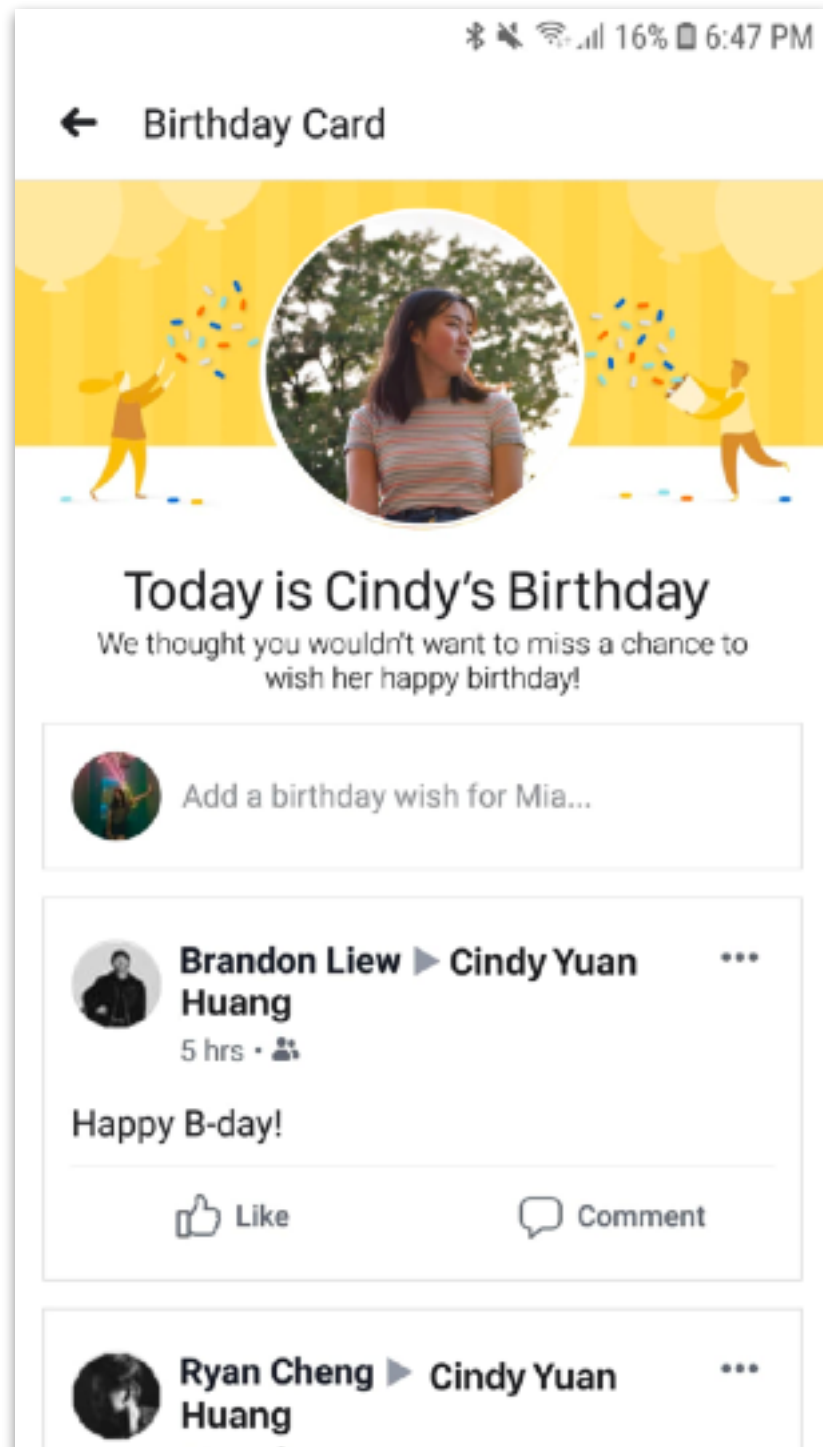 16% 6:47 PM
Birthday Card
Today is Cindy's Birthday
We thought you wouldn't want to miss a chance to
wish her happy birthday!
Add a birthday wish for Mia...
Brandon Liew ▶ Cindy Yuan
Huang
5 hrs •
Happy B-day!
Like Comment
Ryan Cheng ▶ Cindy Yuan
Huang